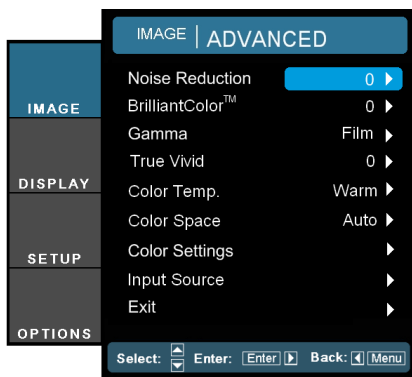 IMAGE | ADVANCED
IMAGE
DISPLAY
SETUP
OPTIONS
Noise Reduction 0
BrilliantColor™ 0
Gamma Film
True Vivid 0
Color Temp. Warm
Color Space Auto
Color Settings
Input Source
Exit
Select: Enter: Enter Back: Menu